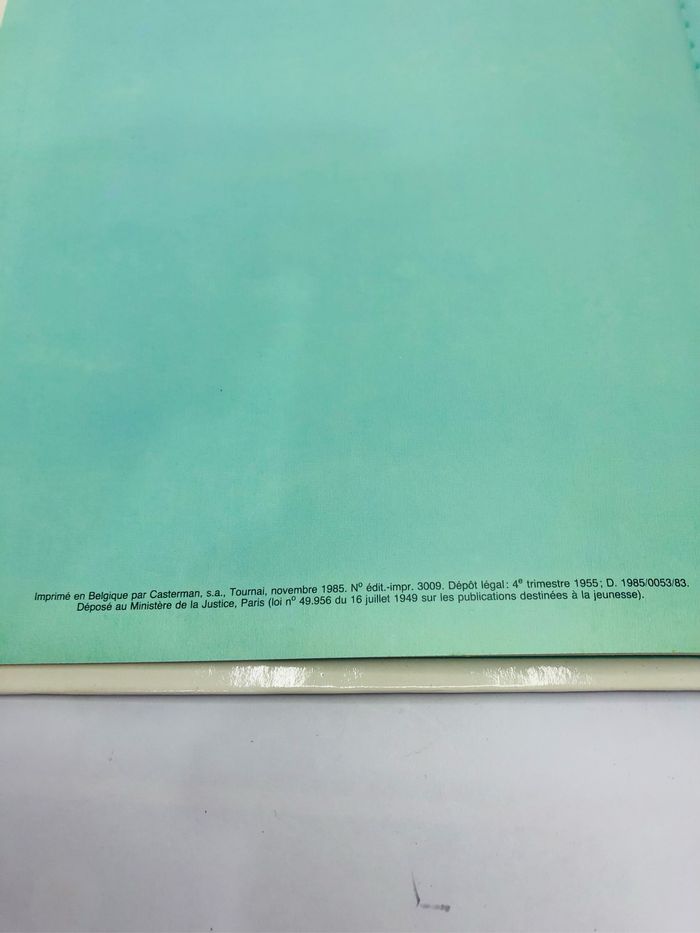 Imprimé en Belgique par Casterman, s.a., Tournai, novembre 1985. Nº édit.-impr. 3009. Dépôt légal: 4e trimestre 1955; D. 1985/0053/83.
Déposé au Ministère de la Justice, Paris (loi nº 49.956 du 16 juillet 1949 sur les publications destinées à la jeunesse).